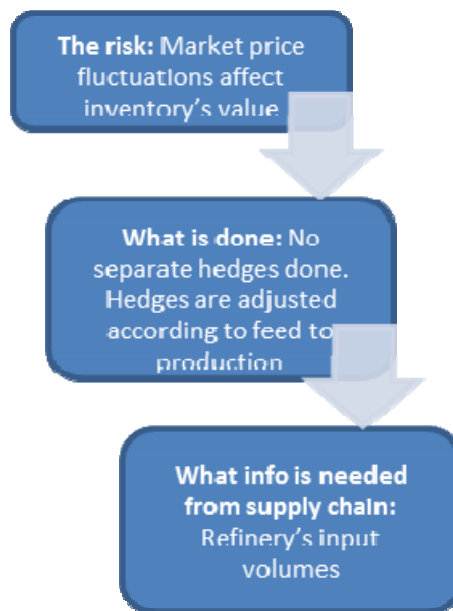 The risk: Market price
fluctuations affect
inventory's value
What is done: No
separate hedges done.
Hedges are adjusted
according to feed to
production
What info is needed
from supply chain:
Refinery's input
volumes